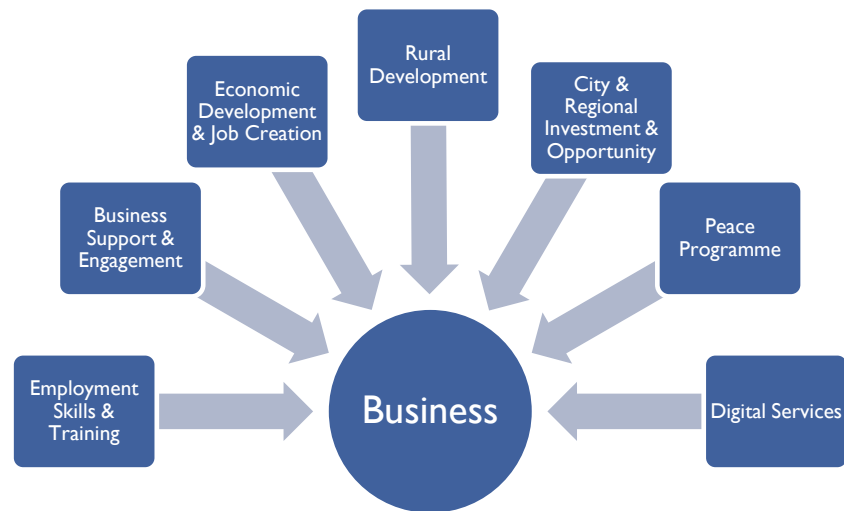 Rural
Development
Economic
Development
& Job Creation
City &
Regional
Investment &
Opportunity
Business
Support &
Engagement
Peace
Programme
Employment
Skills &
Training
Business
Digital Services